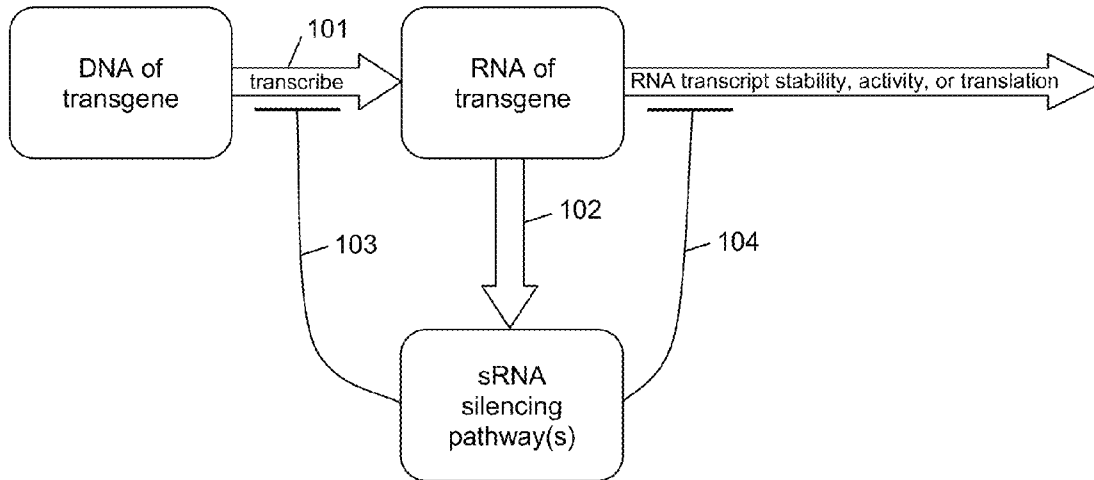 101
DNA of
transgene
transcribe
RNA of
transgene
RNA transcript stability, activity, or translation
102
103
104
sRNA
silencing
pathway(s)